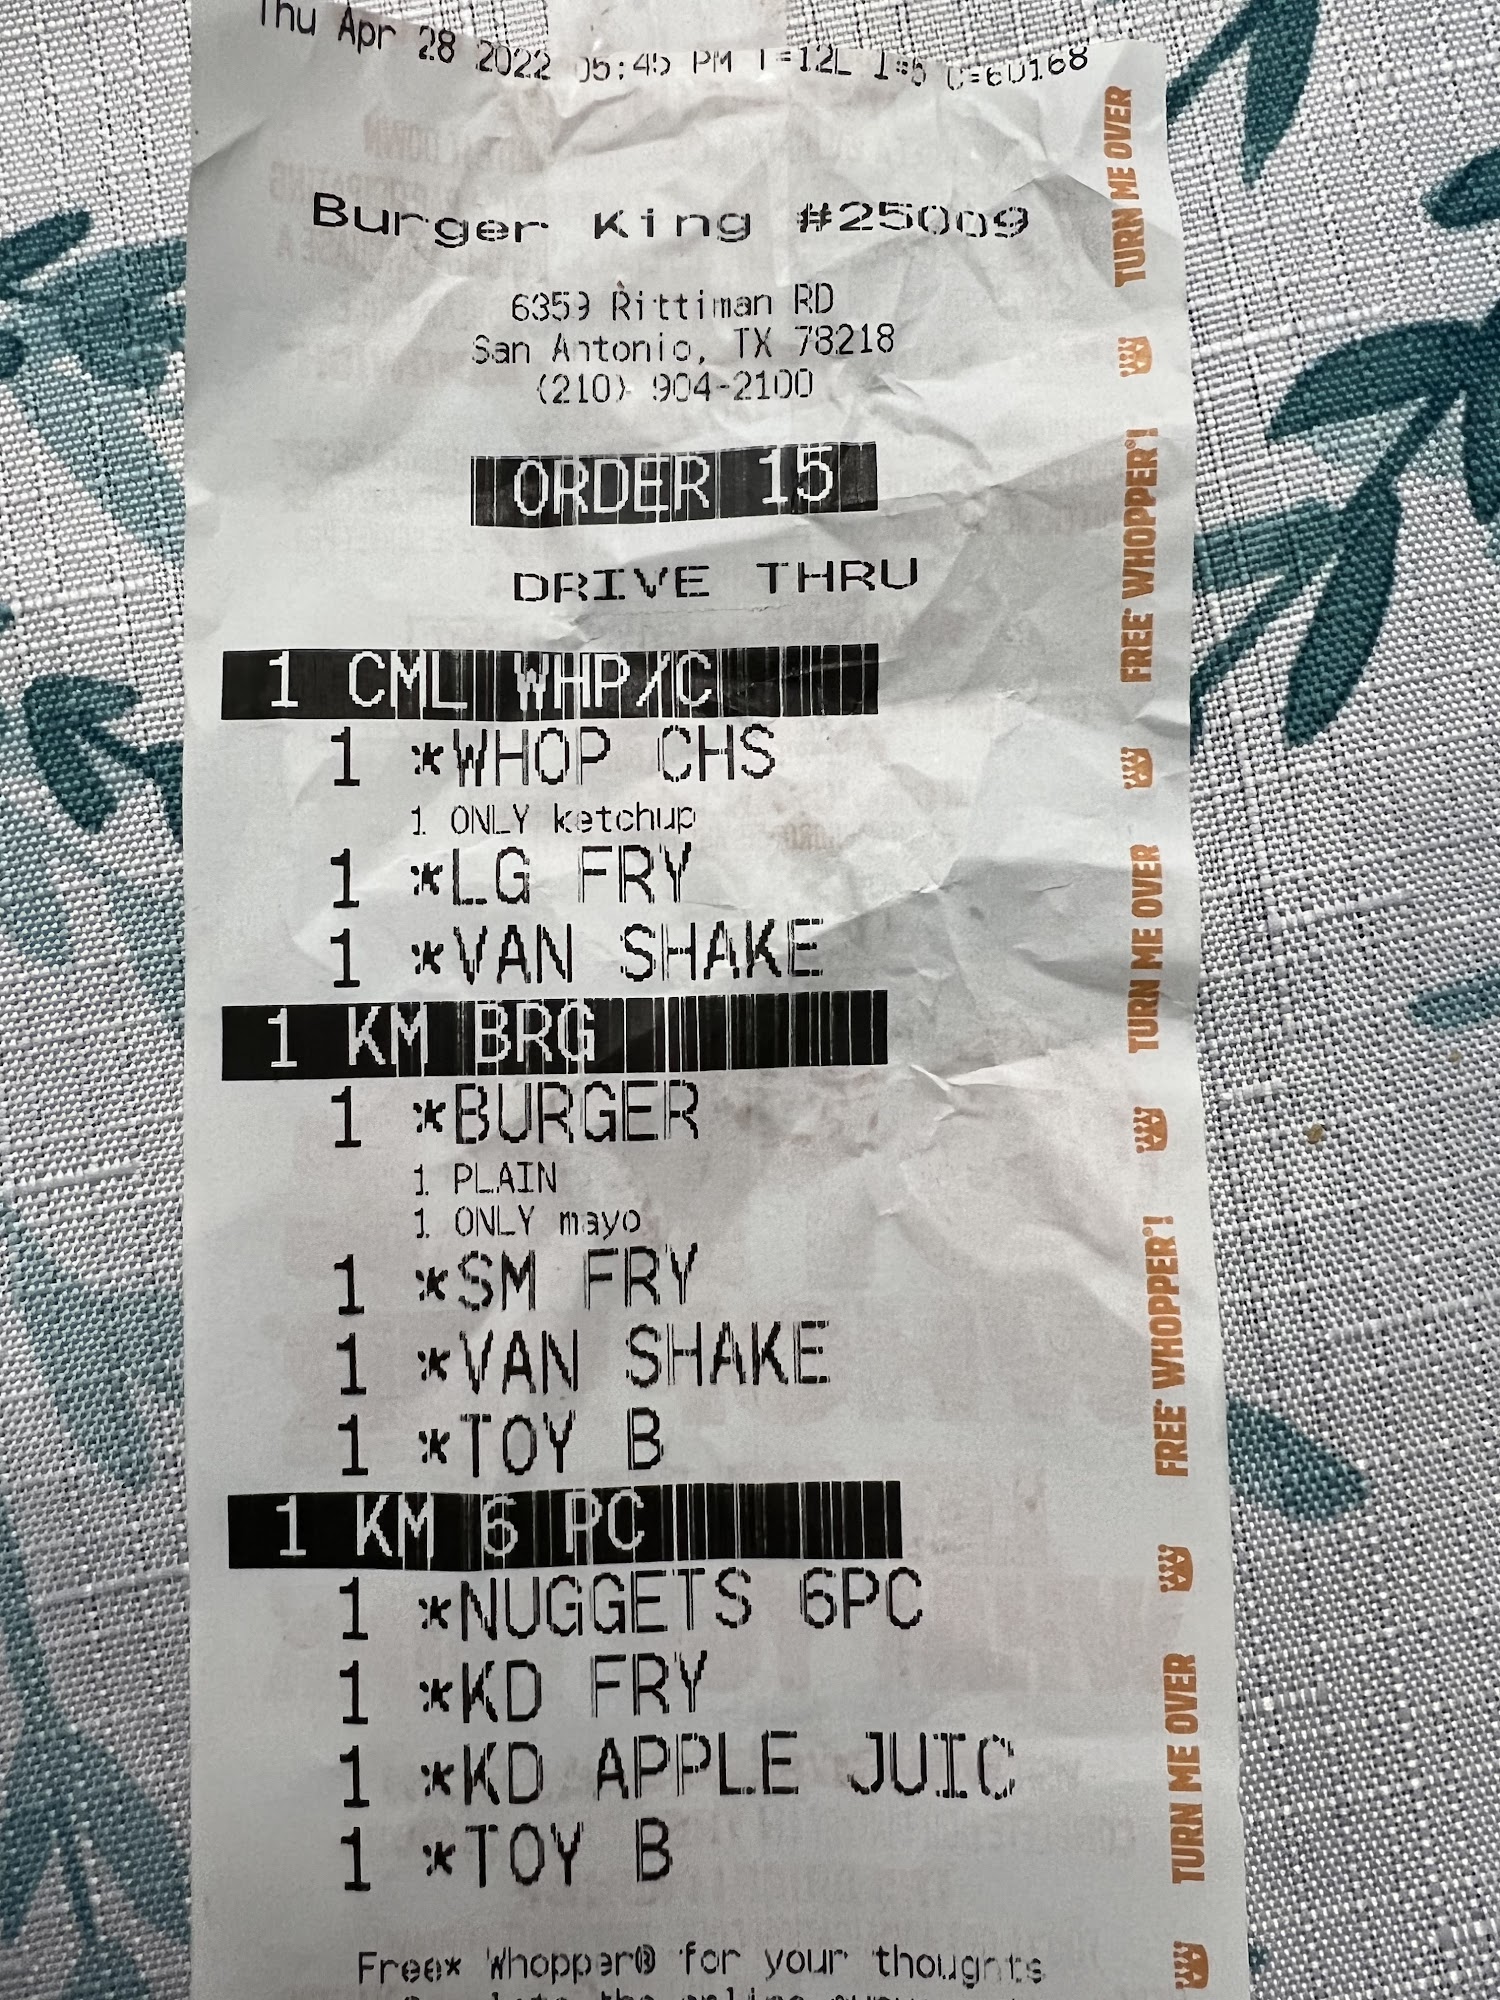 Thu Apr 28 2022 05:45 PM T=12L
Burger King #25009
6359 Rittiman RD
San Antonio, TX 78218
(210) 904-2100
ORDER 15
DRIVE THRU
1 CML WHP/C
1 *WHOP CHS
1 ONLY ketchup
1 *LG FRY
1 *VAN SHAKE
1 KM BRG
1 *BURGER
1 PLAIN
1 ONLY mayo
1 *SM FRY
1 *VAN SHAKE
1 *TOY B
1 KM 6 PC
1 *NUGGETS 6PC
1 *KD FRY
1 *KD APPLE JUIC
1 *TOY B
Free* Whopper® for your thoughts
the online
TURN ME OVER
FREE* WHOPPER®!
TURN ME OVER
FREE* WHOPPER®!
TURN ME OVER